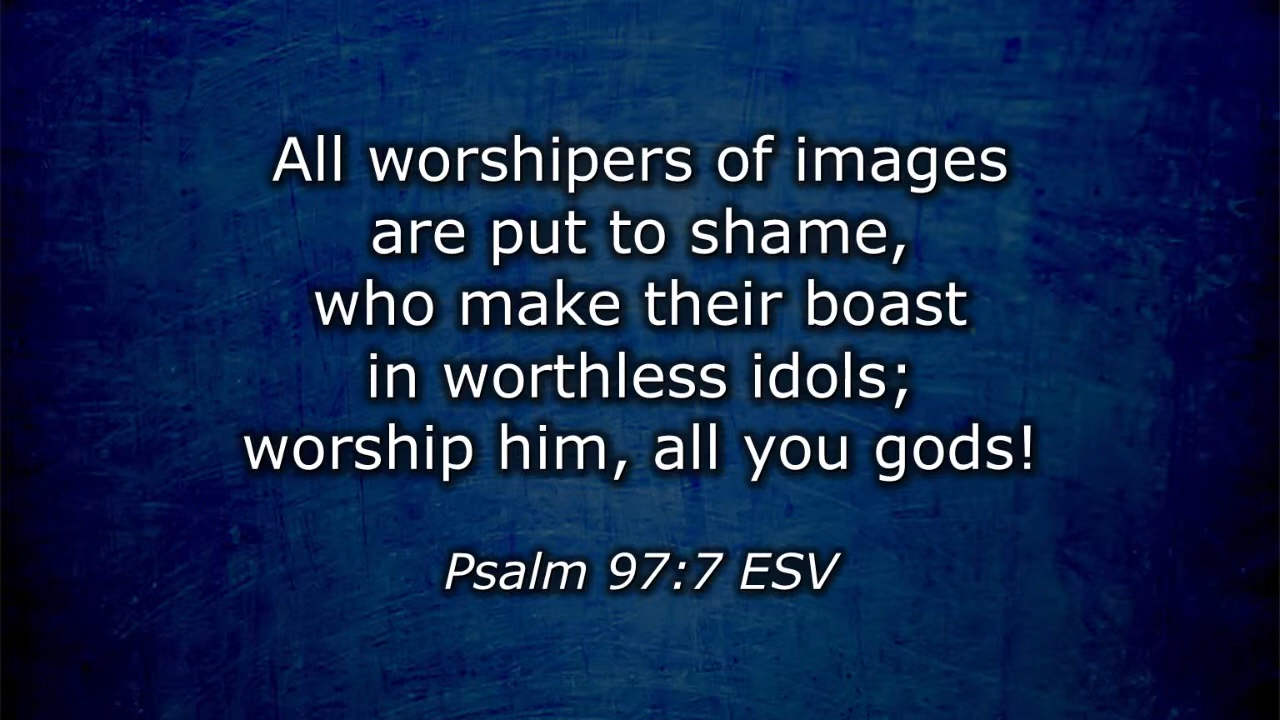 All worshipers of images
are put to shame,
who make their boast
in worthless idols;
worship him, all you gods!
Psalm 97:7 ESV